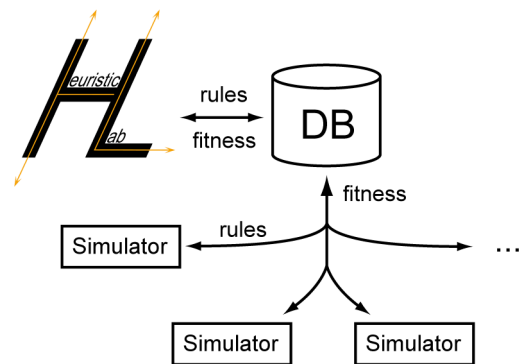 Heuristic
Lab
rules
fitness
DB
fitness
rules
Simulator
...
Simulator
Simulator